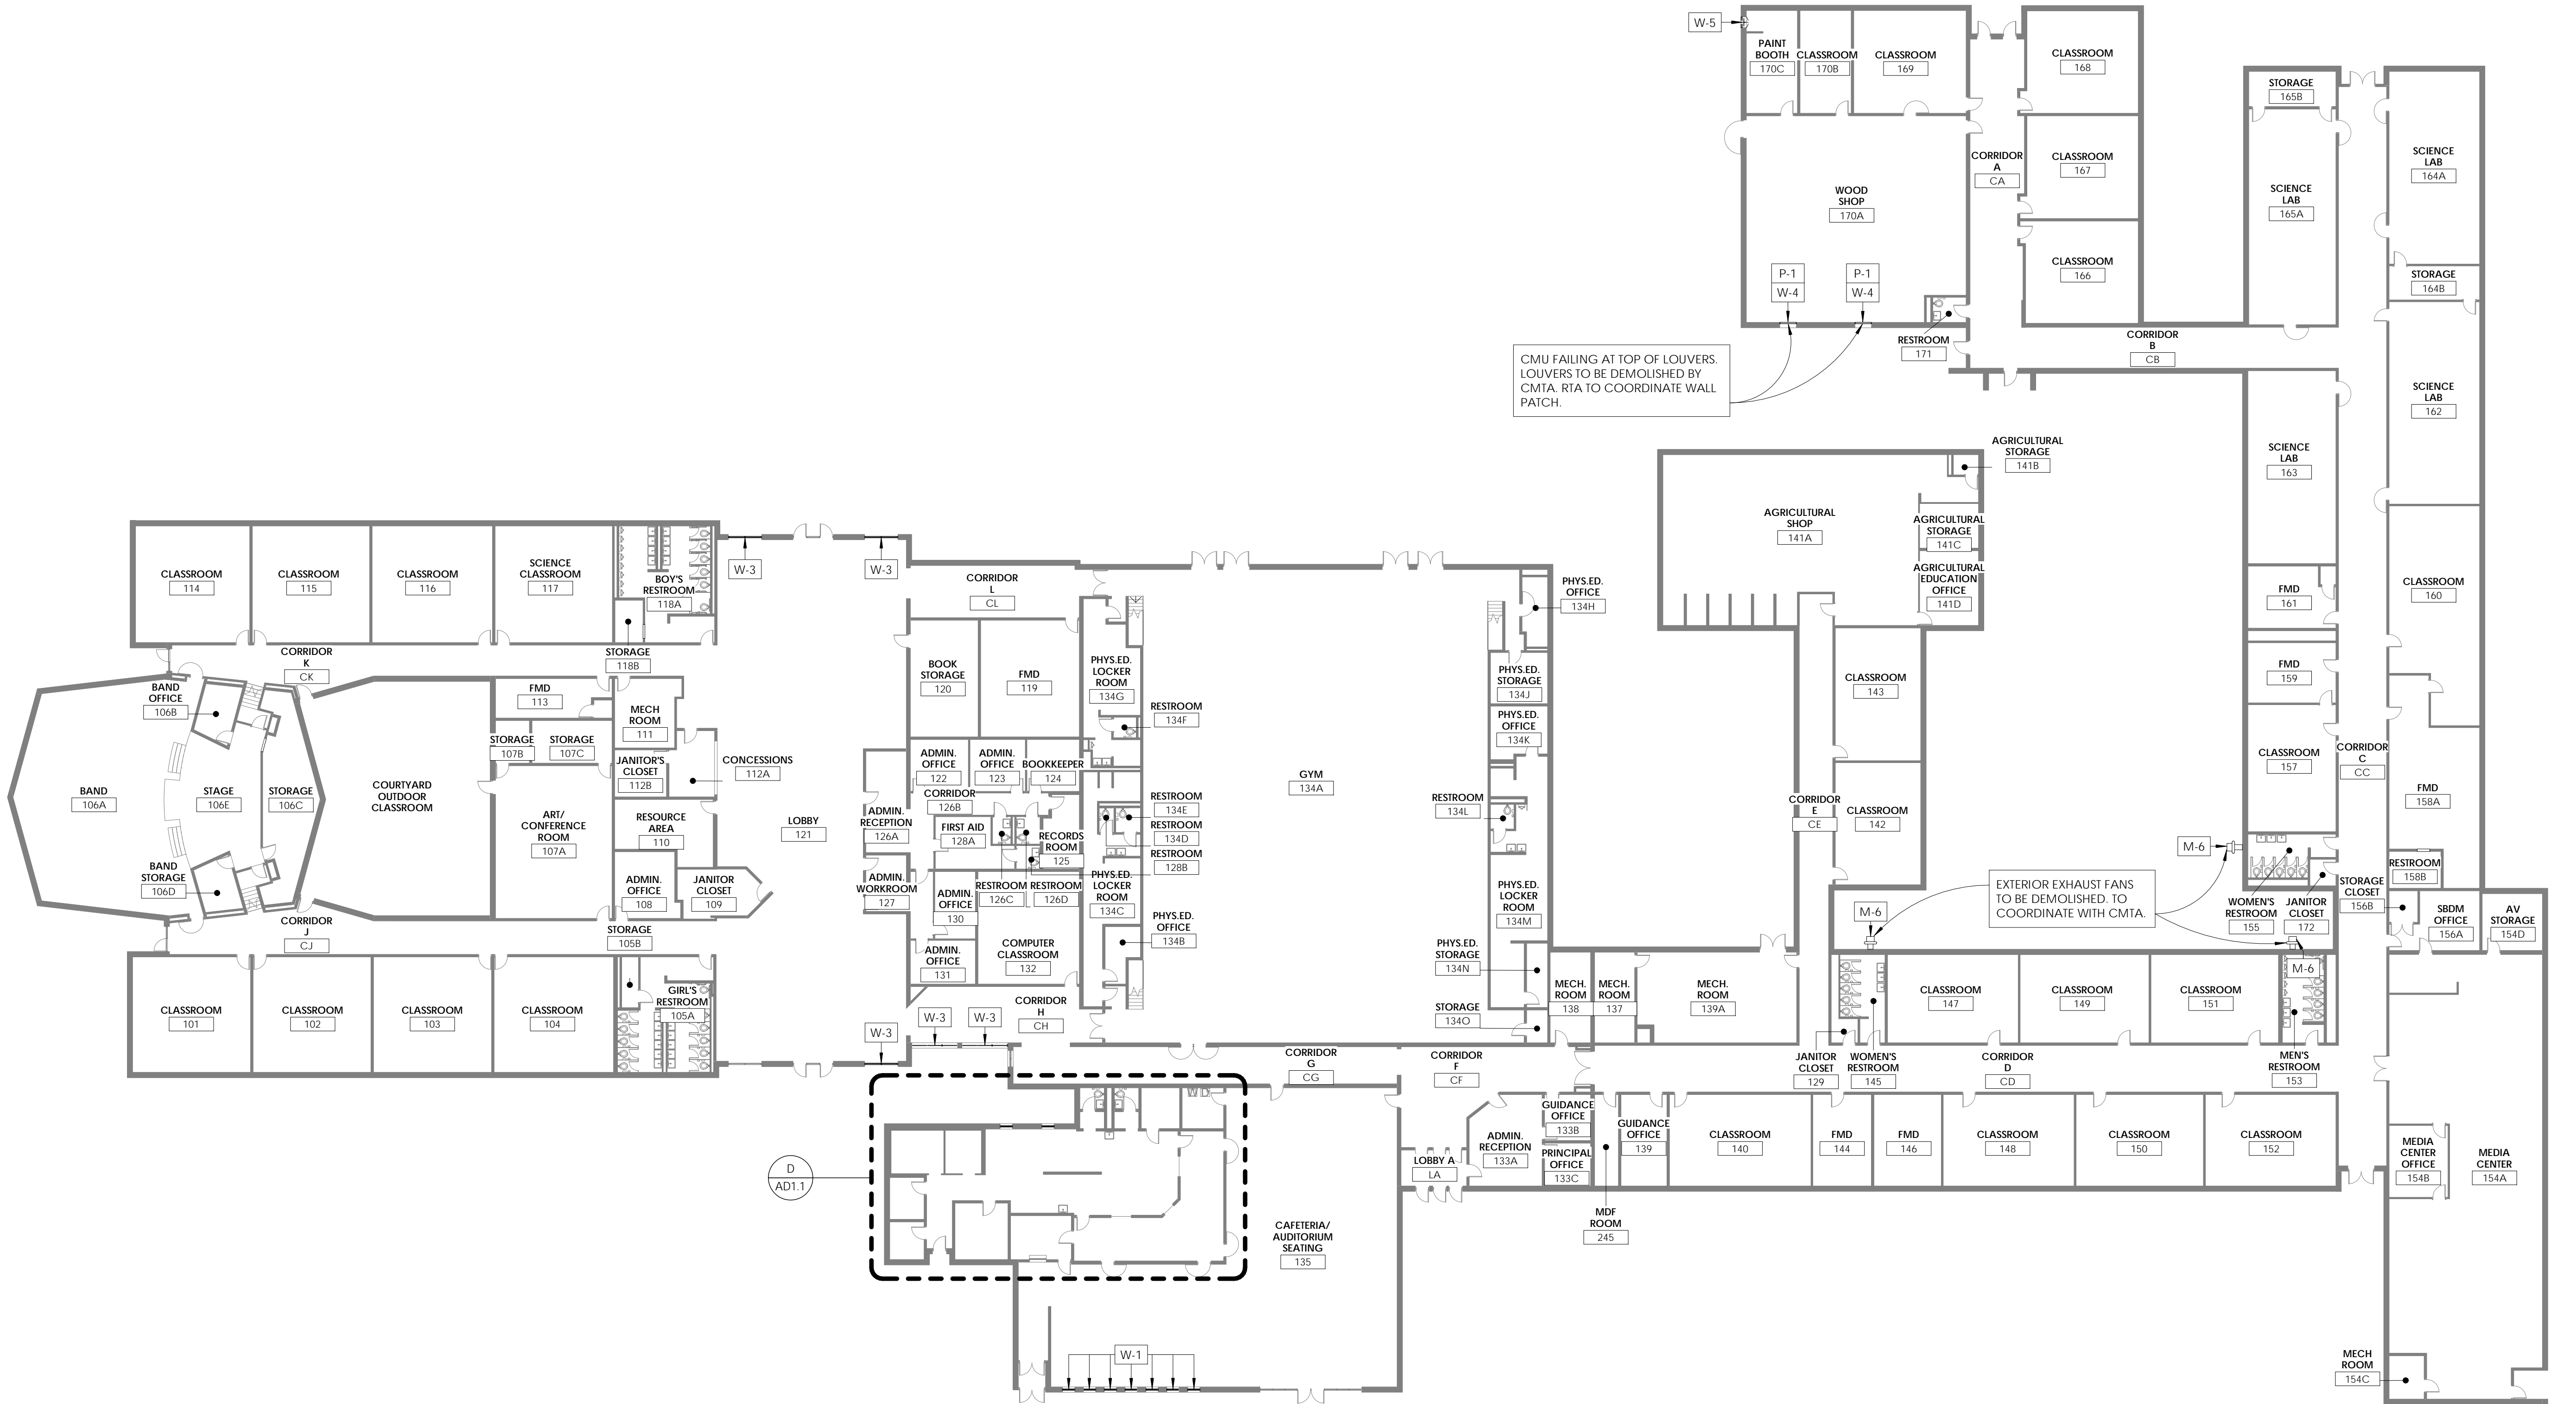 W-5
PAINT
BOOTH
170C
CLASSROOM
170B
CLASSROOM
169
CLASSROOM
168
CORRIDOR
A
CA
CLASSROOM
167
WOOD
SHOP
170A
CLASSROOM
166
P-1
W-4
P-1
W-4
RESTROOM
171
CMU FAILING AT TOP OF LOUVERS.
LOUVERS TO BE DEMOLISHED BY
CMTA. RTA TO COORDINATE WALL
PATCH.
CORRIDOR
B
CB
STORAGE
165B
SCIENCE
LAB
165A
SCIENCE
LAB
164A
STORAGE
164B
SCIENCE
LAB
162
SCIENCE
LAB
163
AGRICULTURAL
STORAGE
141B
AGRICULTURAL
SHOP
141A
AGRICULTURAL
STORAGE
141C
AGRICULTURAL
EDUCATION
OFFICE
141D
FMD
161
CLASSROOM
160
FMD
159
CLASSROOM
157
CORRIDOR
C
CC
FMD
158A
RESTROOM
158B
CLASSROOM
143
CORRIDOR
E
CE
CLASSROOM
142
M-6
M-6
M-6
EXTERIOR EXHAUST FANS
TO BE DEMOLISHED. TO
COORDINATE WITH CMTA.
WOMEN'S
RESTROOM
155
JANITOR
CLOSET
172
STORAGE
CLOSET
156B
SBDM
OFFICE
156A
AV
STORAGE
154D
CLASSROOM
114
CLASSROOM
115
CLASSROOM
116
SCIENCE
CLASSROOM
117
BOY'S
RESTROOM
118A
STORAGE
118B
W-3
W-3
CORRIDOR
K
CK
BAND
OFFICE
106B
BAND
106A
STAGE
106E
STORAGE
106C
BAND
STORAGE
106D
COURTYARD
OUTDOOR
CLASSROOM
FMD
113
STORAGE
107B
STORAGE
107C
ART/
CONFERENCE
ROOM
107A
MECH
ROOM
111
JANITOR'S
CLOSET
112B
CONCESSIONS
112A
RESOURCE
AREA
110
ADMIN.
OFFICE
108
JANITOR
CLOSET
109
LOBBY
121
CORRIDOR
J
CJ
STORAGE
105B
CLASSROOM
101
CLASSROOM
102
CLASSROOM
103
CLASSROOM
104
GIRL'S
RESTROOM
105A
CORRIDOR
L
CL
BOOK
STORAGE
120
FMD
119
PHYS.ED.
LOCKER
ROOM
134G
RESTROOM
134F
ADMIN.
OFFICE
122
ADMIN.
OFFICE
123
BOOKKEEPER
124
CORRIDOR
126B
ADMIN.
RECEPTION
126A
FIRST AID
128A
RECORDS
ROOM
125
RESTROOM
134E
RESTROOM
134D
RESTROOM
128B
ADMIN.
WORKROOM
127
ADMIN.
OFFICE
130
RESTROOM
126C
RESTROOM
126D
PHYS.ED.
LOCKER
ROOM
134C
PHYS.ED.
OFFICE
134B
ADMIN.
OFFICE
131
COMPUTER
CLASSROOM
132
CORRIDOR
H
CH
W-3
W-3
W-3
GYM
134A
PHYS.ED.
OFFICE
134H
PHYS.ED.
STORAGE
134J
PHYS.ED.
OFFICE
134K
RESTROOM
134L
PHYS.ED.
LOCKER
ROOM
134M
PHYS.ED.
STORAGE
134N
STORAGE
134O
MECH.
ROOM
138
MECH.
ROOM
137
MECH.
ROOM
139A
CLASSROOM
147
CLASSROOM
149
CLASSROOM
151
JANITOR
CLOSET
129
WOMEN'S
RESTROOM
145
CORRIDOR
D
CD
MEN'S
RESTROOM
153
CORRIDOR
G
CG
CORRIDOR
F
CF
ADMIN.
RECEPTION
133A
GUIDANCE
OFFICE
133B
PRINCIPAL
OFFICE
133C
LOBBY A
LA
GUIDANCE
OFFICE
139
MDF
ROOM
245
CLASSROOM
140
FMD
144
FMD
146
CLASSROOM
148
CLASSROOM
150
CLASSROOM
152
MEDIA
CENTER
OFFICE
154B
MEDIA
CENTER
154A
MECH
ROOM
154C
D
AD1.1
CAFETERIA/
AUDITORIUM
SEATING
135
W-1